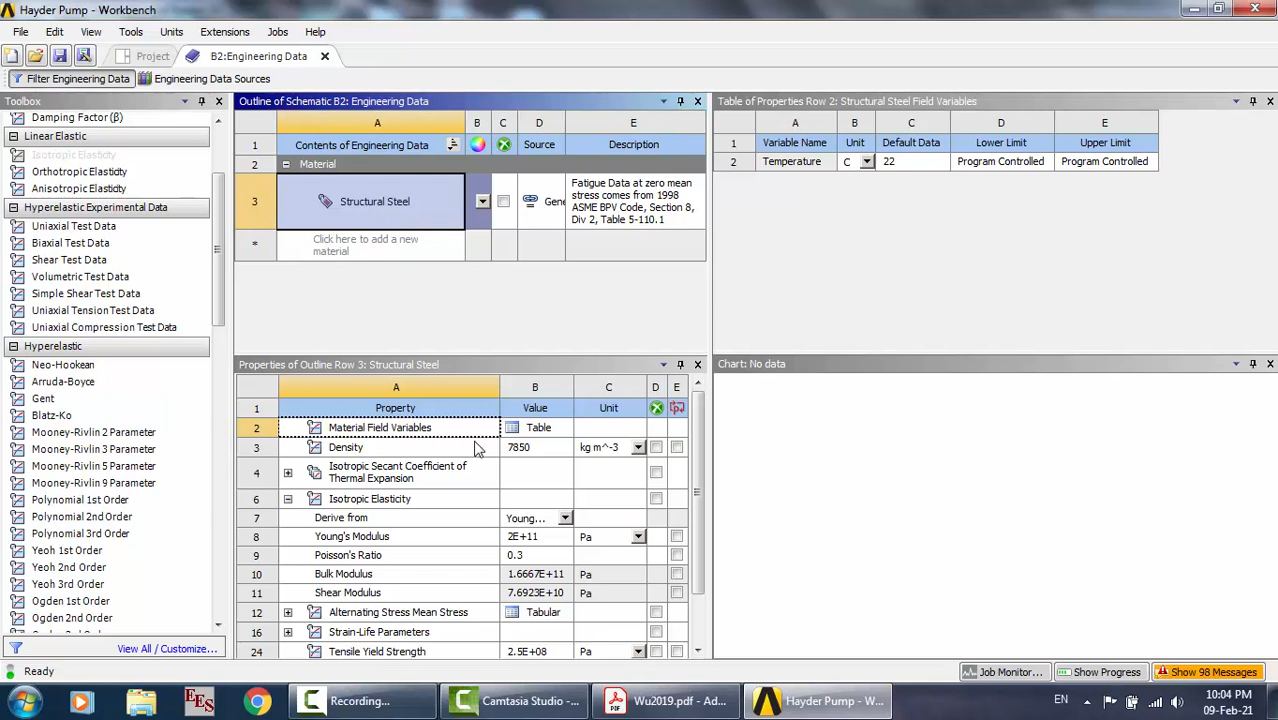 Hayder Pump - Workbench
File Edit View Tools Units Extensions Jobs Help
Project B2:Engineering Data
Filter Engineering Data Engineering Data Sources
Toolbox
Damping Factor (β)
Linear Elastic
Isotropic Elasticity
Orthotropic Elasticity
Anisotropic Elasticity
Hyperelastic Experimental Data
Uniaxial Test Data
Biaxial Test Data
Shear Test Data
Volumetric Test Data
Simple Shear Test Data
Uniaxial Tension Test Data
Uniaxial Compression Test Data
Hyperelastic
Neo-Hookean
Arruda-Boyce
Gent
Blatz-Ko
Mooney-Rivlin 2 Parameter
Mooney-Rivlin 3 Parameter
Mooney-Rivlin 5 Parameter
Mooney-Rivlin 9 Parameter
Polynomial 1st Order
Polynomial 2nd Order
Polynomial 3rd Order
Yeoh 1st Order
Yeoh 2nd Order
Yeoh 3rd Order
Ogden 1st Order
Ogden 2nd Order
View All / Customize...
Outline of Schematic B2: Engineering Data
A B C D E
1 Contents of Engineering Data Source Description
2 Material
3 Structural Steel Gene
Fatigue Data at zero mean
stress comes from 1998
ASME BPV Code, Section 8,
Div 2, Table 5-110.1
* Click here to add a new
material
Properties of Outline Row 3: Structural Steel
A B C D E
1 Property Value Unit
2 Material Field Variables Table
3 Density 7850 kg m^-3
4 Isotropic Secant Coefficient of
Thermal Expansion
6 Isotropic Elasticity
7 Derive from Young...
8 Young's Modulus 2E+11 Pa
9 Poisson's Ratio 0.3
10 Bulk Modulus 1.6667E+11 Pa
11 Shear Modulus 7.6923E+10 Pa
12 Alternating Stress Mean Stress Tabular
16 Strain-Life Parameters
24 Tensile Yield Strength 2.5E+08 Pa
Table of Properties Row 2: Structural Steel Field Variables
A B C D E
1 Variable Name Unit Default Data Lower Limit Upper Limit
2 Temperature C 22 Program Controlled Program Controlled
Chart: No data
Ready Job Monitor... Show Progress Show 98 Messages
EES Recording... Camtasia Studio - ... Wu2019.pdf - Ad... Hayder Pump - W... EN 10:04 PM
09-Feb-21